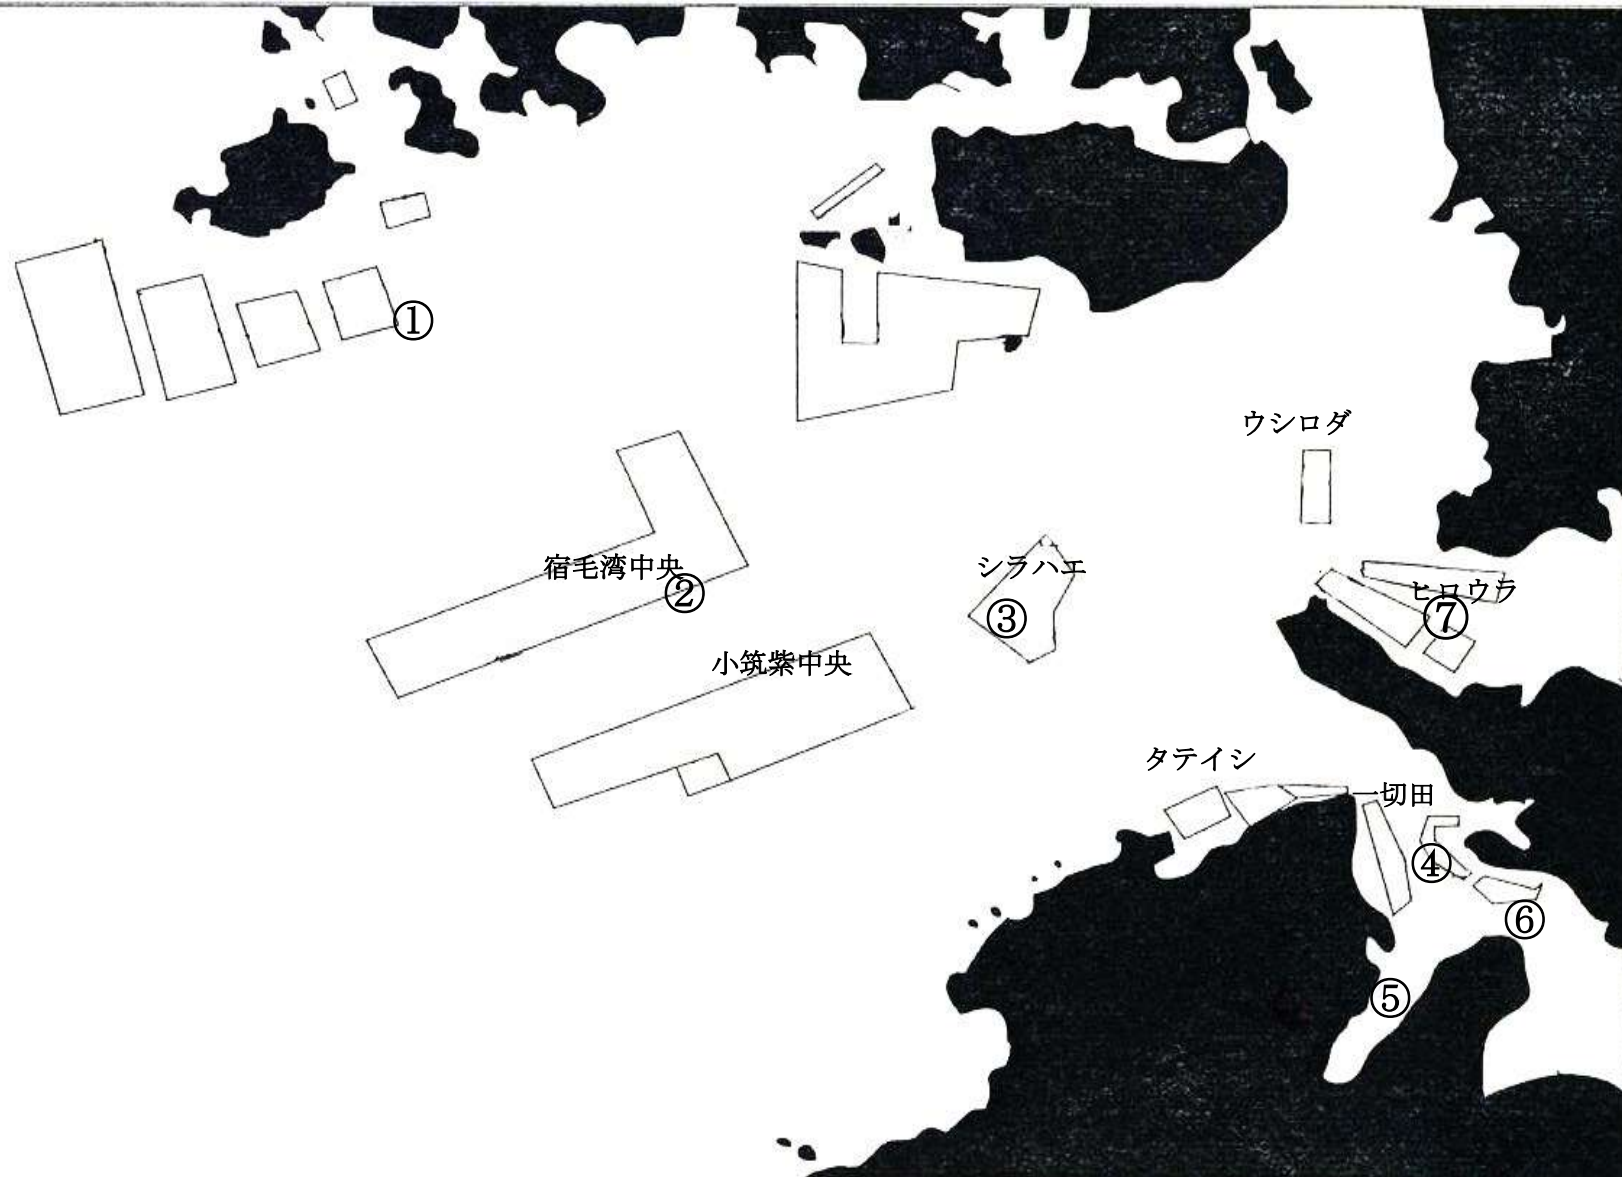 ①
ウシロダ
宿毛湾中央
②
シラハエ
③
ヒロウラ
⑦
小筑紫中央
タテイシ
一切田
④
⑥
⑤